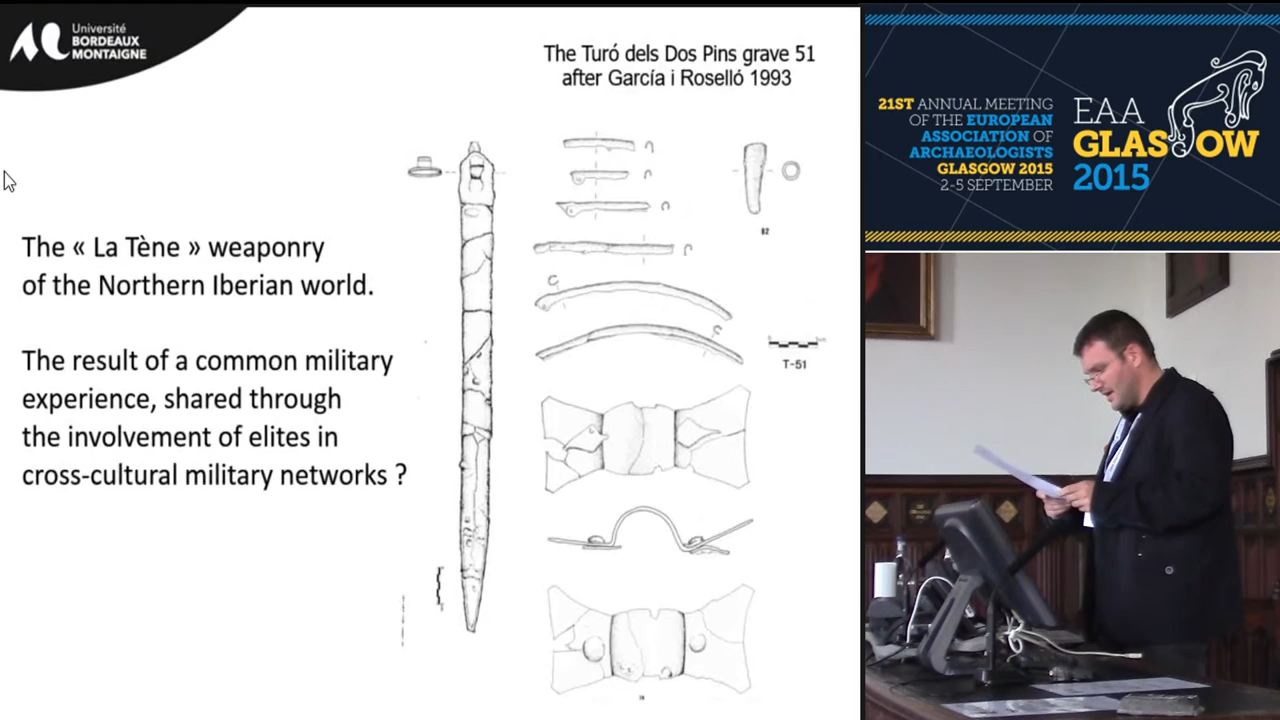 Université
BORDEAUX
MONTAIGNE
The Turó dels Dos Pins grave 51
after García i Roselló 1993
The « La Tène » weaponry
of the Northern Iberian world.
The result of a common military
experience, shared through
the involvement of elites in
cross-cultural military networks ?
82
T-51
21ST ANNUAL MEETING
OF THE EUROPEAN
ASSOCIATION OF
ARCHAEOLOGISTS
GLASGOW 2015
2-5 SEPTEMBER
EAA
GLASGOW
2015